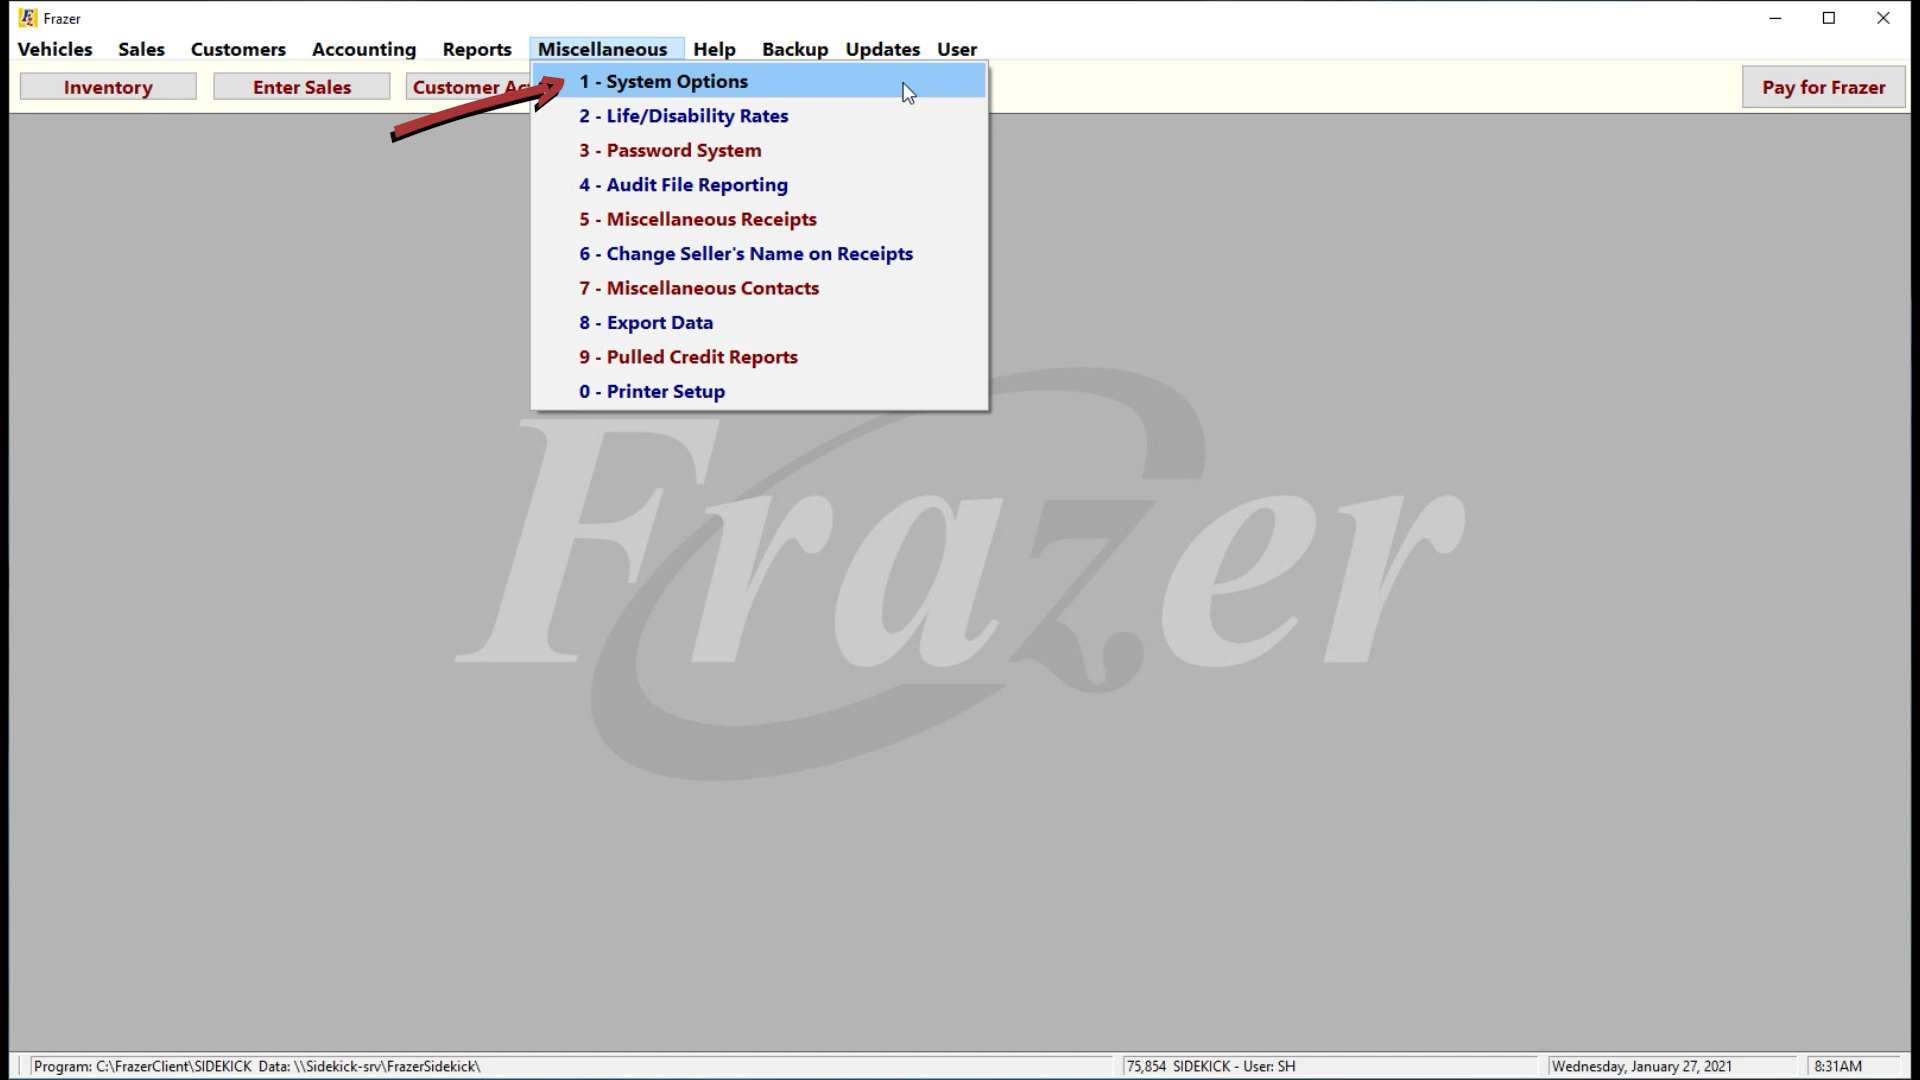 Frazer
Vehicles Sales Customers Accounting Reports Miscellaneous Help Backup Updates User
Inventory Enter Sales Customer Pay for Frazer
1 - System Options
2 - Life/Disability Rates
3 - Password System
4 - Audit File Reporting
5 - Miscellaneous Receipts
6 - Change Seller's Name on Receipts
7 - Miscellaneous Contacts
8 - Export Data
9 - Pulled Credit Reports
0 - Printer Setup
Frazer
Program: C:\FrazerClient\SIDEKICK Data: \\Sidekick-srv\FrazerSidekick\ 75,854 SIDEKICK - User: SH Wednesday, January 27, 2021 8:31AM